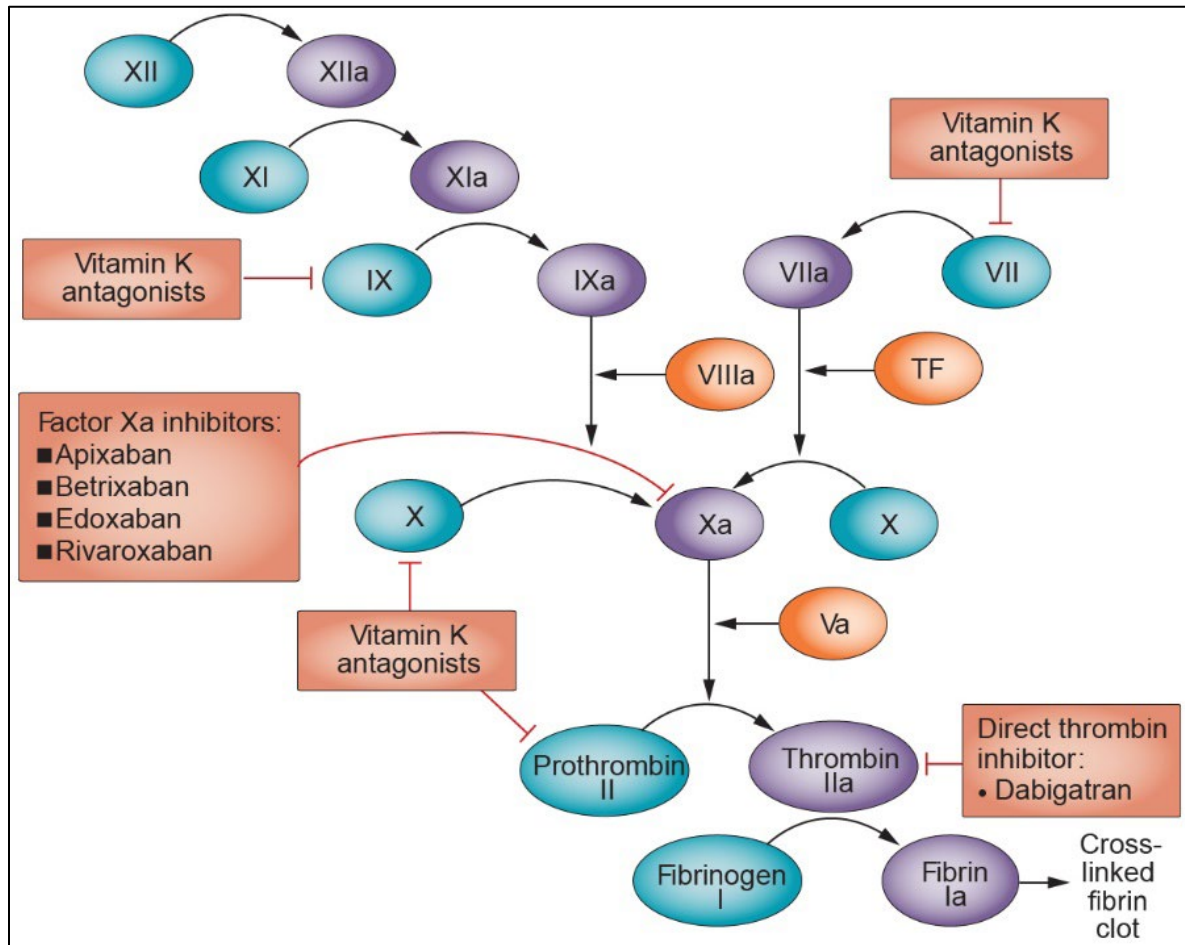 XII
XIIa
XI
XIa
Vitamin K
antagonists
Vitamin K
antagonists
IX
IXa
VIIa
VII
VIIIa
TF
Factor Xa inhibitors:
■Apixaban
■Betrixaban
■Edoxaban
■Rivaroxaban
X
Xa
X
Va
Vitamin K
antagonists
Prothrombin
II
Thrombin
IIa
Direct thrombin
inhibitor:
• Dabigatran
Fibrinogen
I
Fibrin
Ia
Cross-
linked
fibrin
clot